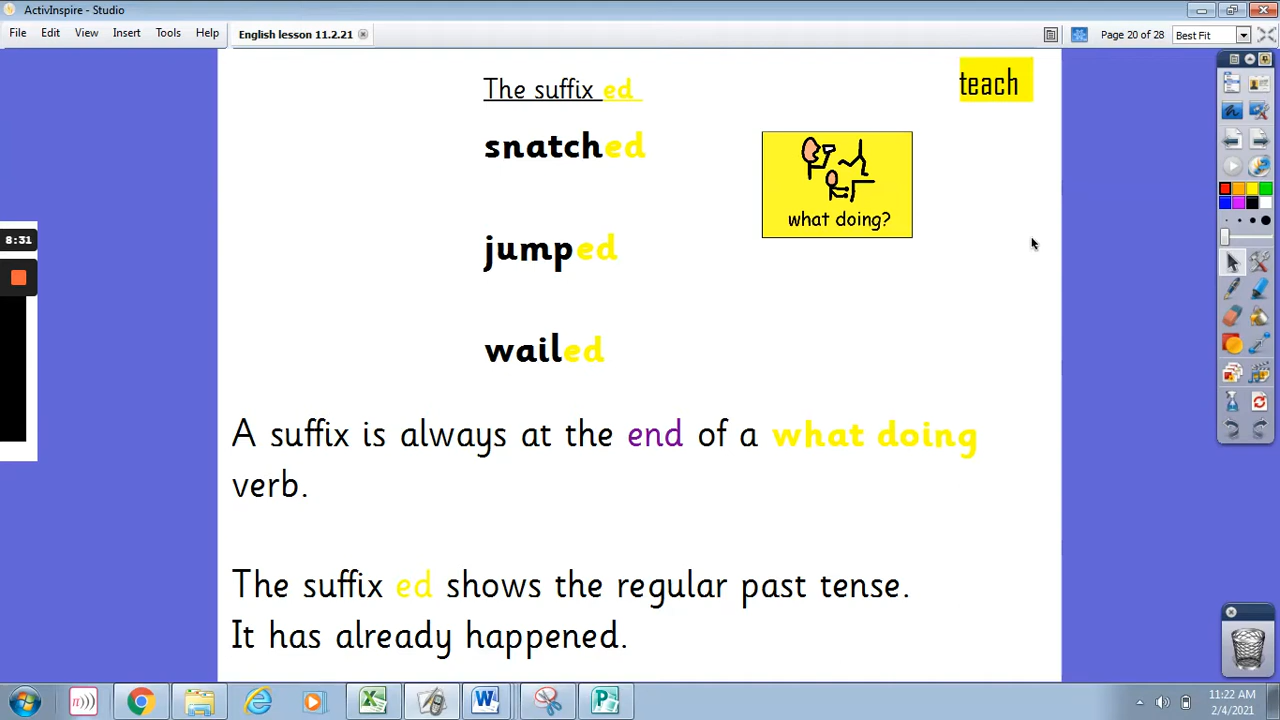 ActivInspire - Studio
File Edit View Insert Tools Help English lesson 11.2.21 Page 20 of 28 Best Fit
The suffix ed
teach
snatched
what doing?
jumped
8:31
wailed
A suffix is always at the end of a what doing
verb.
The suffix ed shows the regular past tense.
It has already happened.
11:22 AM
2/4/2021